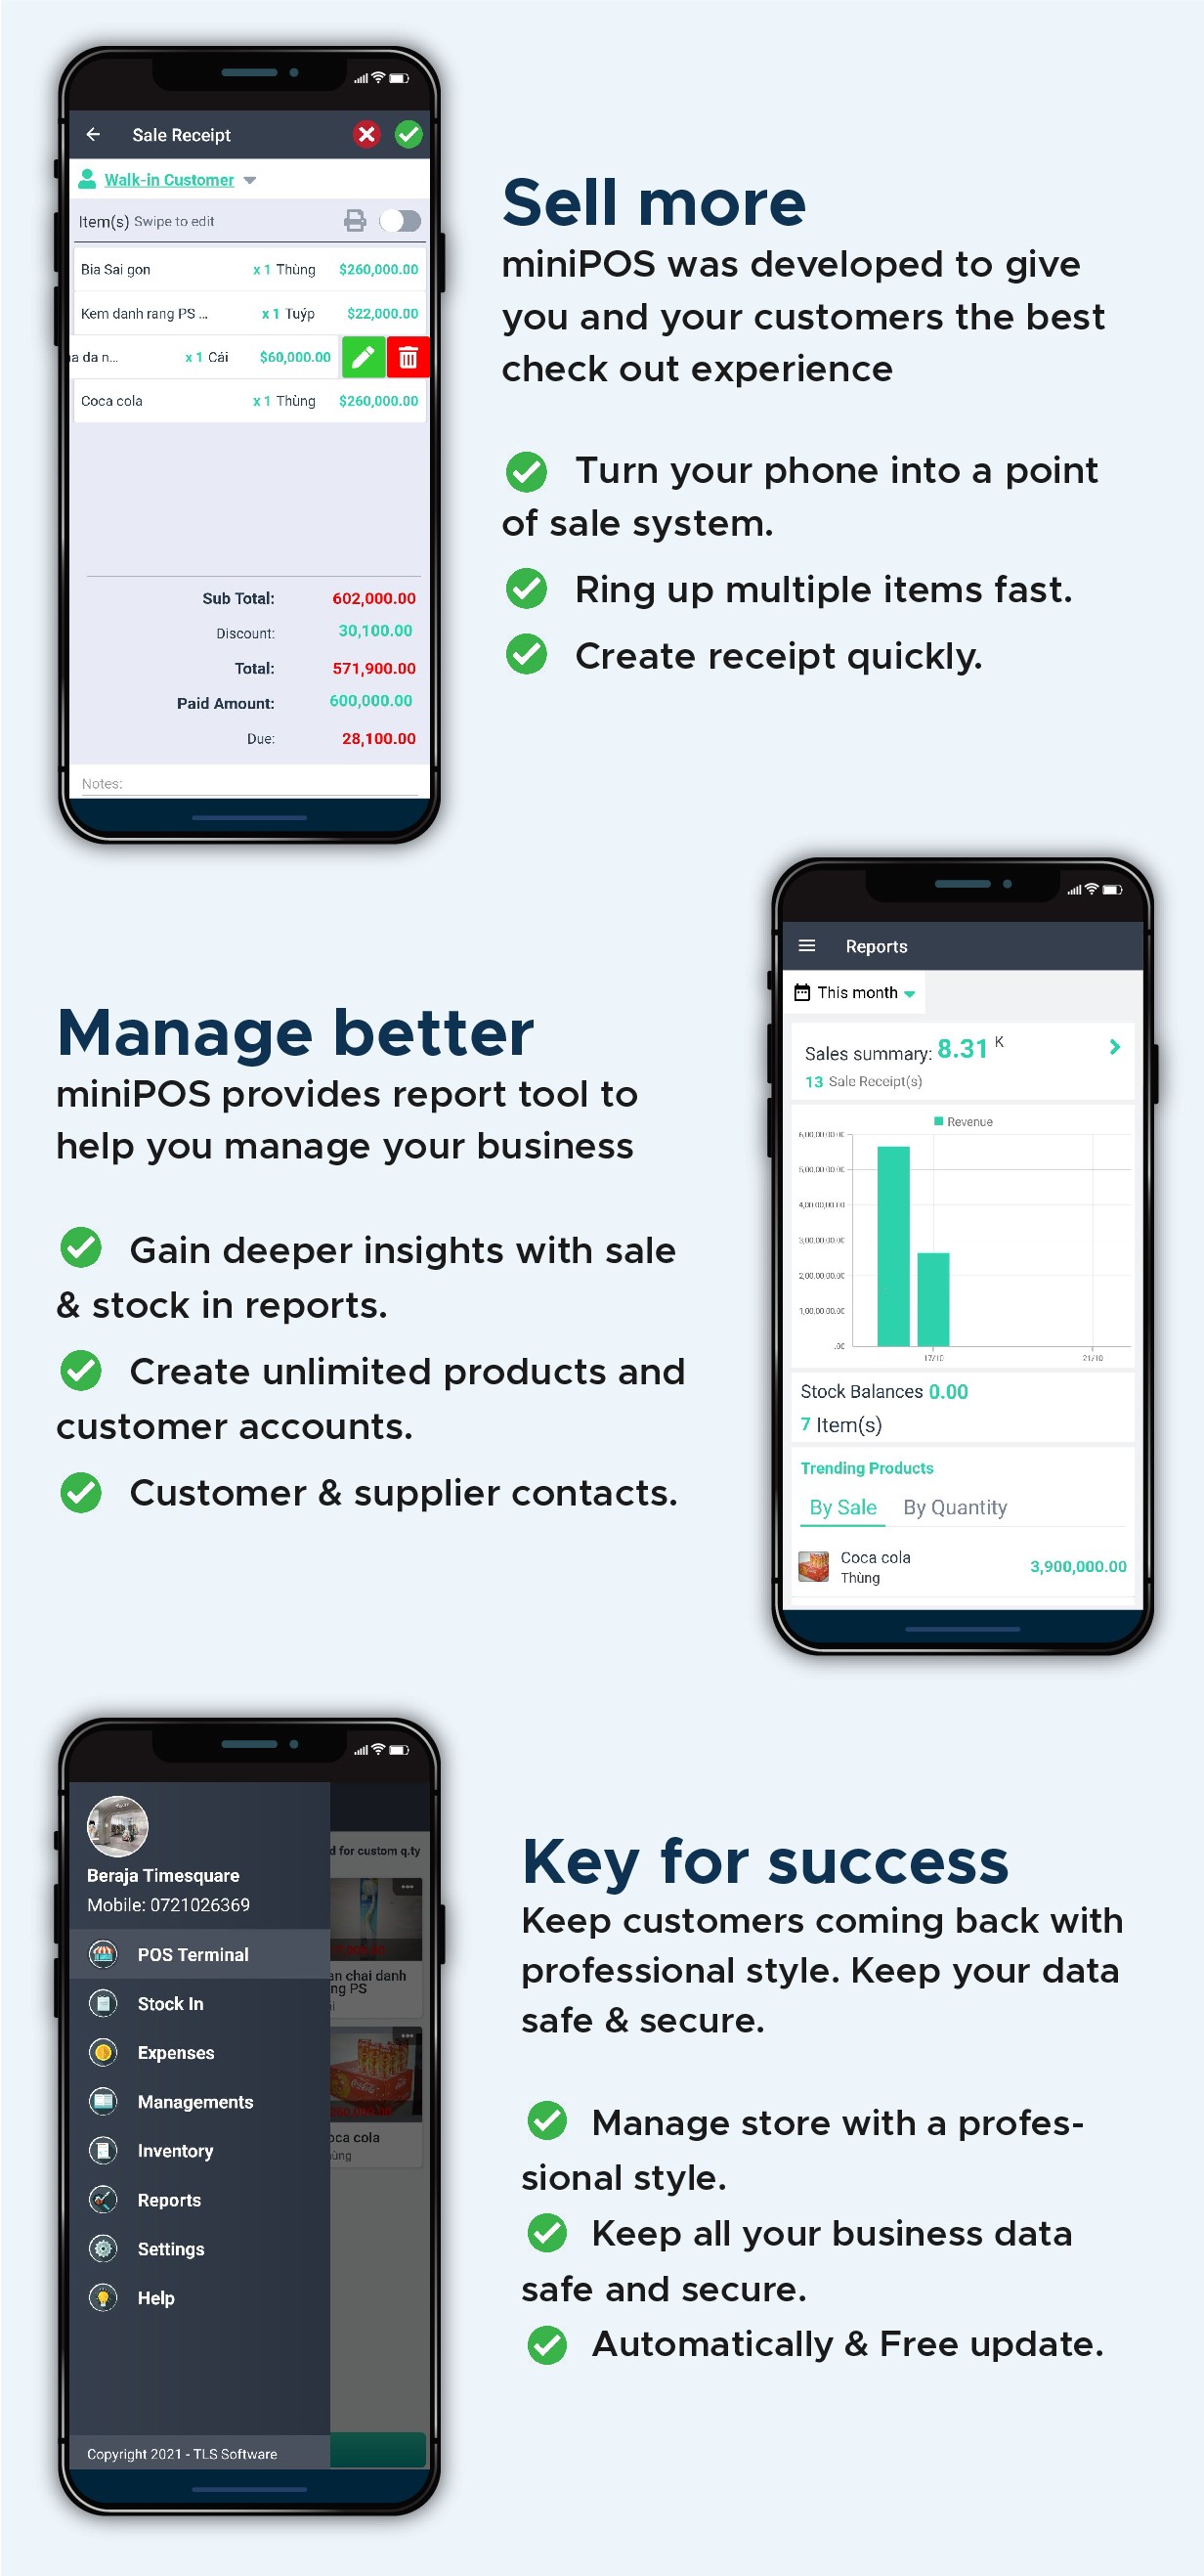 Sale Receipt
Walk-in Customer
Item(s) Swipe to edit
Bia Sai gon x 1 Thùng $260,000.00
Kem danh rang PS ... x 1 Tuýp $22,000.00
da n... x 1 Cái $60,000.00
Coca cola x 1 Thùng $260,000.00
Sub Total: 602,000.00
Discount: 30,100.00
Total: 571,900.00
Paid Amount: 600,000.00
Due: 28,100.00
Notes:
Sell more
miniPOS was developed to give
you and your customers the best
check out experience
Turn your phone into a point
of sale system.
Ring up multiple items fast.
Create receipt quickly.
Manage better
miniPOS provides report tool to
help you manage your business
Gain deeper insights with sale
& stock in reports.
Create unlimited products and
customer accounts.
Customer & supplier contacts.
Reports
This month
Sales summary: 8.31 K
13 Sale Receipt(s)
Revenue
17/10 21/10
Stock Balances 0.00
7 Item(s)
Trending Products
By Sale By Quantity
Coca cola
Thùng
3,900,000.00
Beraja Timesquare
Mobile: 0721026369
POS Terminal
Stock In
Expenses
Managements
Inventory
Reports
Settings
Help
Copyright 2021 - TLS Software
for custom q.ty
an chai danh
ng PS
oca cola
ùng
Key for success
Keep customers coming back with
professional style. Keep your data
safe & secure.
Manage store with a profes-
sional style.
Keep all your business data
safe and secure.
Automatically & Free update.